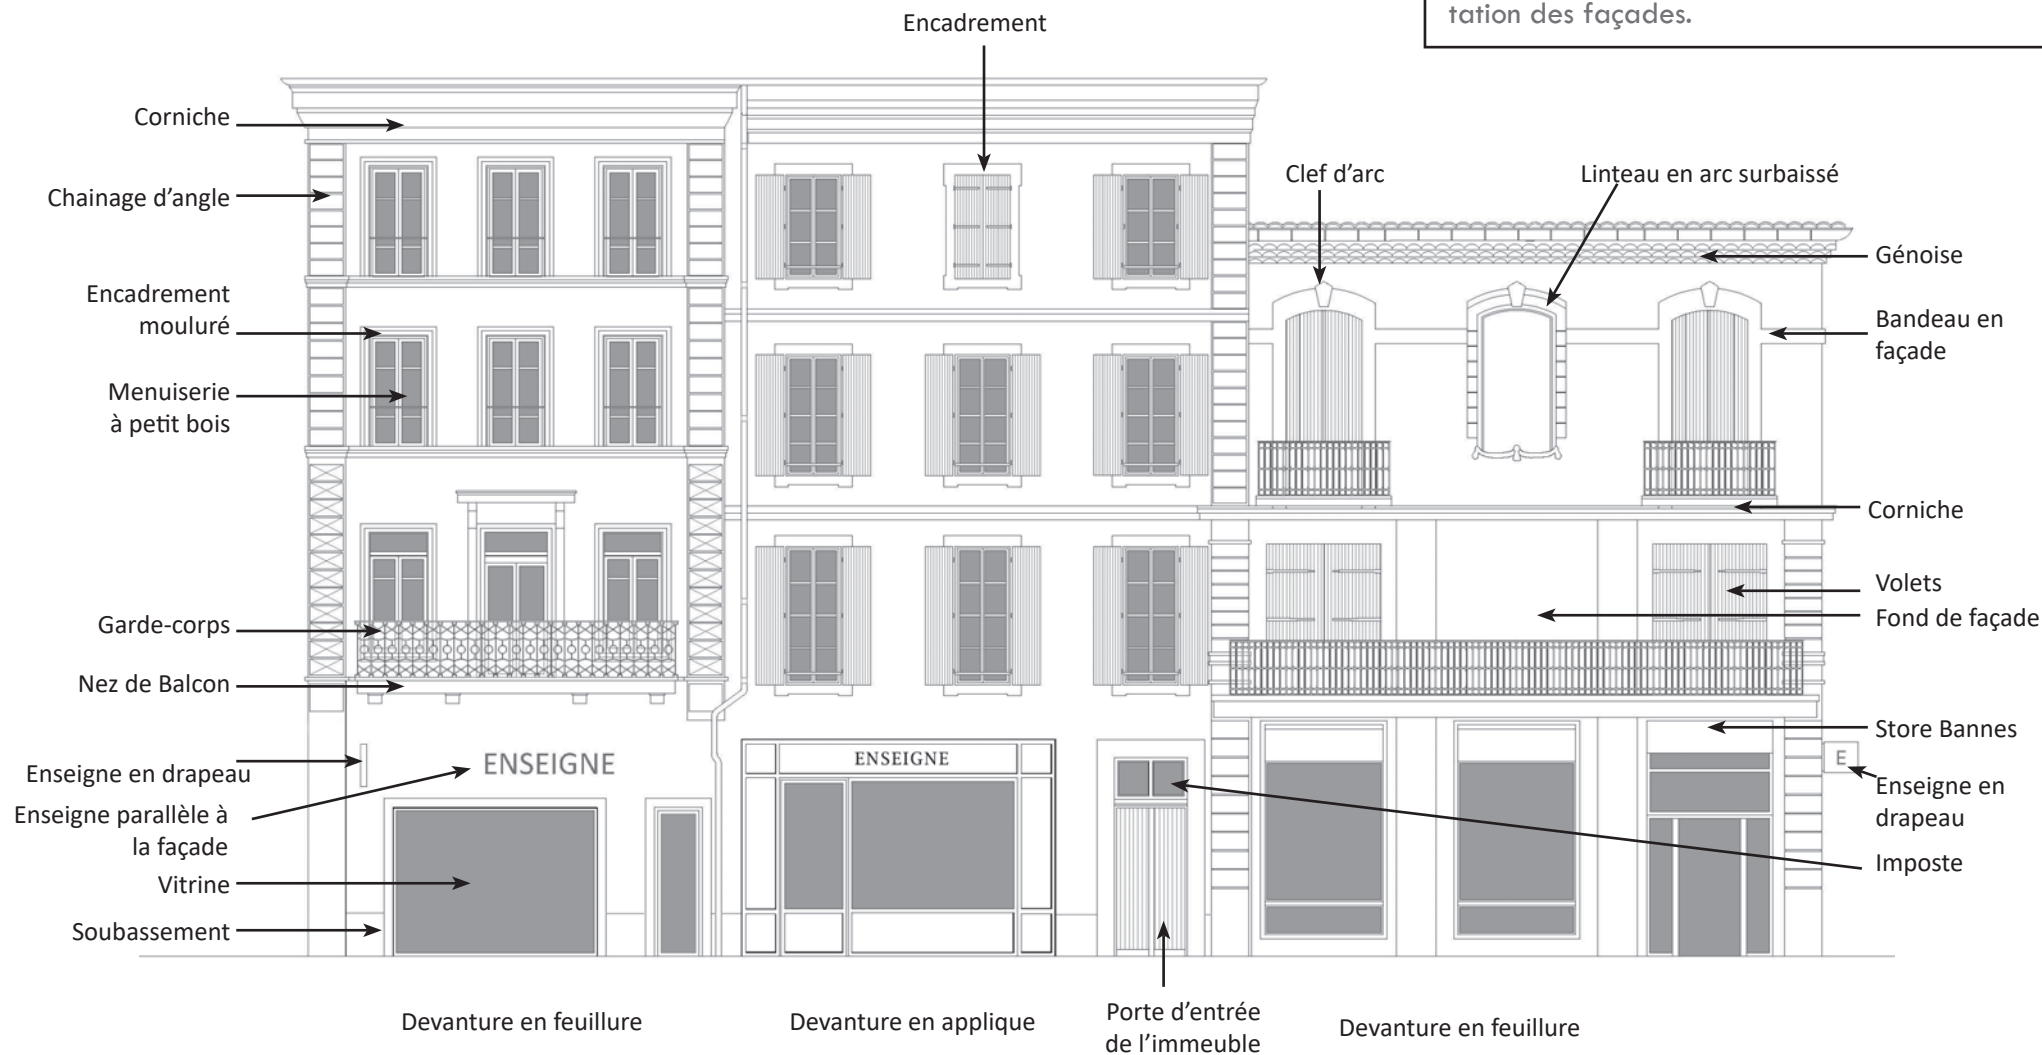 tation des façades.
Encadrement
Corniche
Chainage d’angle
Encadrement
mouluré
Menuiserie
à petit bois
Garde-corps
Nez de Balcon
Enseigne en drapeau
Enseigne parallèle à
la façade
Vitrine
Soubassement
ENSEIGNE
ENSEIGNE
Clef d’arc
Linteau en arc surbaissé
Génoise
Bandeau en
façade
Corniche
Volets
Fond de façade
Store Bannes
E
Enseigne en
drapeau
Imposte
Devanture en feuillure
Devanture en applique
Porte d’entrée
de l’immeuble
Devanture en feuillure